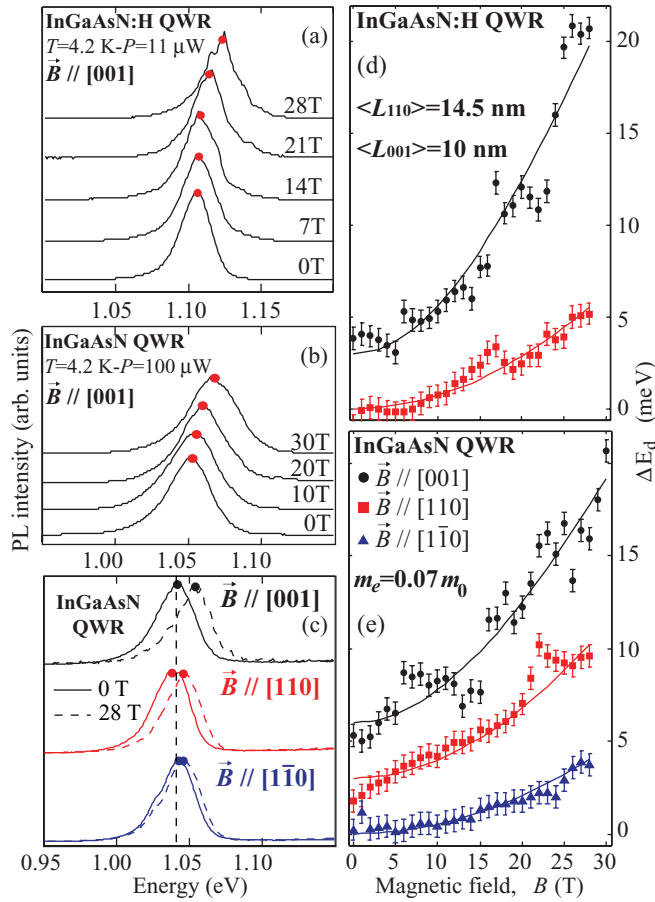 InGaAsN:H QWR
T=4.2 K-P=11 μW
B⃗ // [001]
(a)
28T
21T
14T
7T
0T
1.05 1.10 1.15
InGaAsN QWR
T=4.2 K-P=100 μW
B⃗ // [001]
(b)
30T
20T
10T
0T
1.00 1.05 1.10
InGaAsN
QWR
(c)
B⃗ // [001]
0 T
28 T
B⃗ // [110]
B⃗ // [11̅0]
0.95 1.00 1.05 1.10
Energy (eV)
PL intensity (arb. units)
InGaAsN:H QWR
(d)
<L110>=14.5 nm
<L001>=10 nm
20
15
10
5
0
InGaAsN QWR
B⃗ // [001]
B⃗ // [110]
B⃗ // [11̅0]
me=0.07 m0
(e)
15
10
5
0
ΔEd (meV)
0 5 10 15 20 25 30
Magnetic field, B (T)